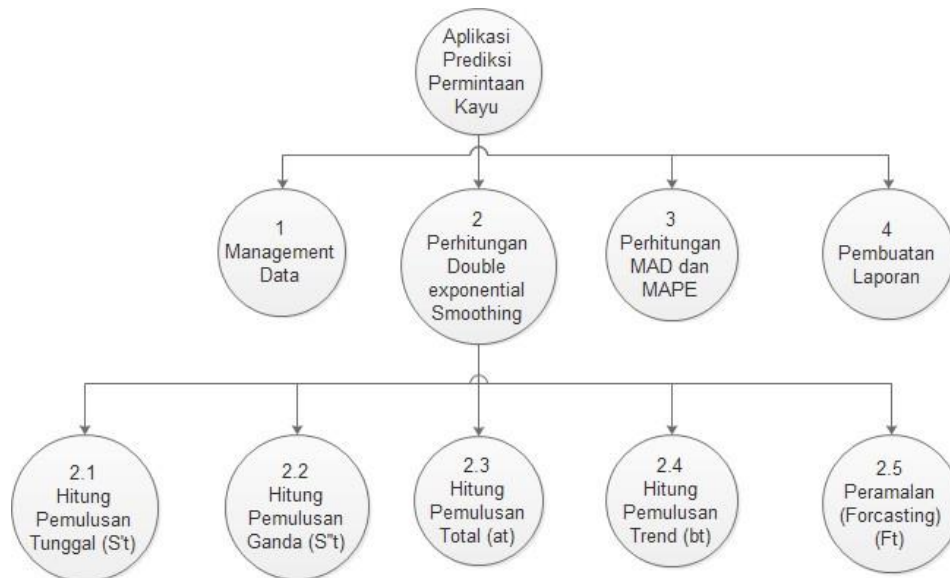 Aplikasi
Prediksi
Permintaan
Kayu
1
Management
Data
2
Perhitungan
Double
exponential
Smoothing
3
Perhitungan
MAD dan
MAPE
4
Pembuatan
Laporan
2.1
Hitung
Pemulusan
Tunggal (S't)
2.2
Hitung
Pemulusan
Ganda (S"t)
2.3
Hitung
Pemulusan
Total (at)
2.4
Hitung
Pemulusan
Trend (bt)
2.5
Peramalan
(Forcasting)
(Ft)